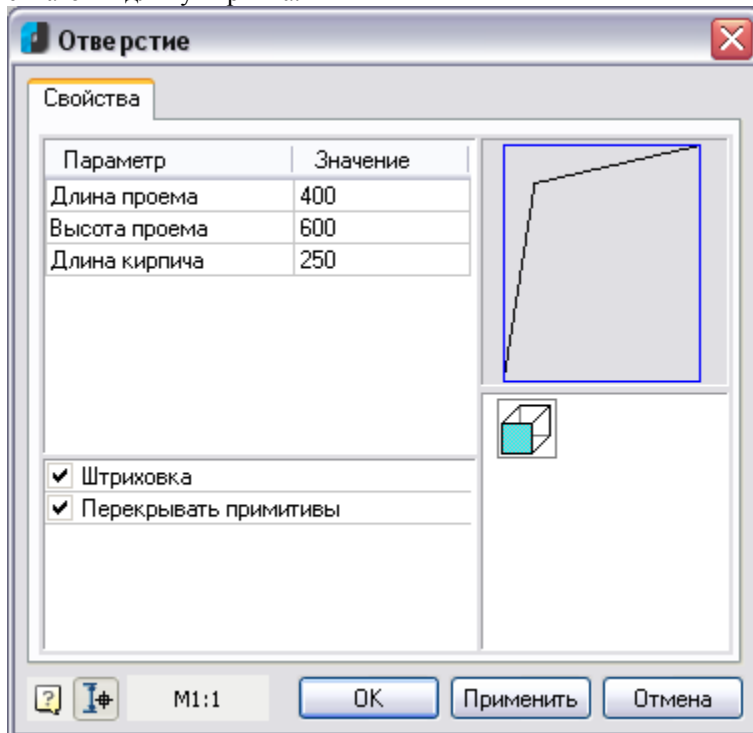 Отверстие
Свойства
Параметр Значение
Длина проема 400
Высота проема 600
Длина кирпича 250
Штриховка
Перекрывать примитивы
M1:1 OK Применить Отмена